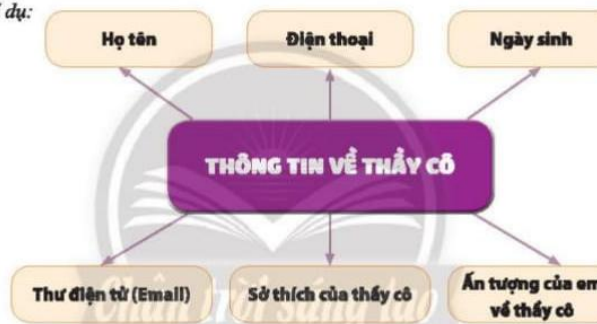 dụ:
Họ tên
Điện thoại
Ngày sinh
THÔNG TIN VỀ THẦY CÔ
Thư điện tử (Email)
Sở thích của thầy cô
Ấn tượng của em
về thầy cô
Chân trời sáng tạo